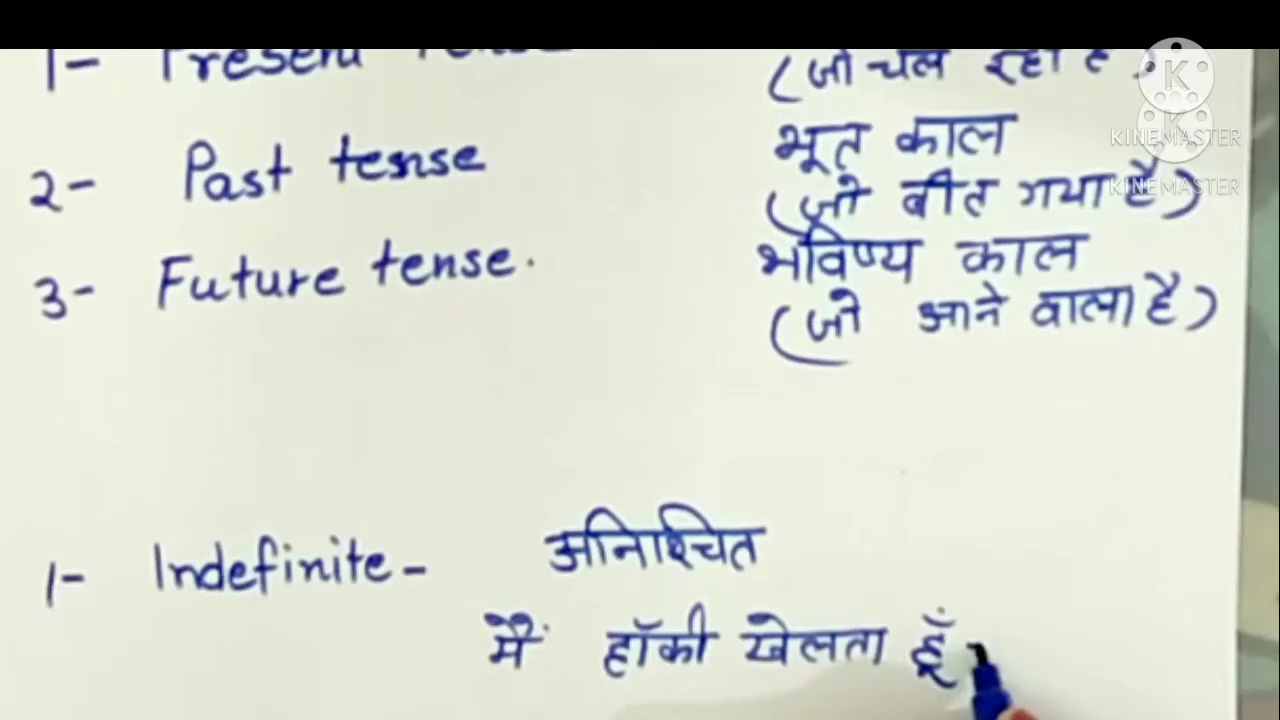 1- Present tense
(जो चल रहा है)
KINEMASTER
2- Past tense भूत काल
KINEMASTER
(जो बीत गया है)
3- Future tense. भविष्य काल
(जो आने वाला है)
1- Indefinite- अनिश्चित
मैं हॉकी खेलता हूँ